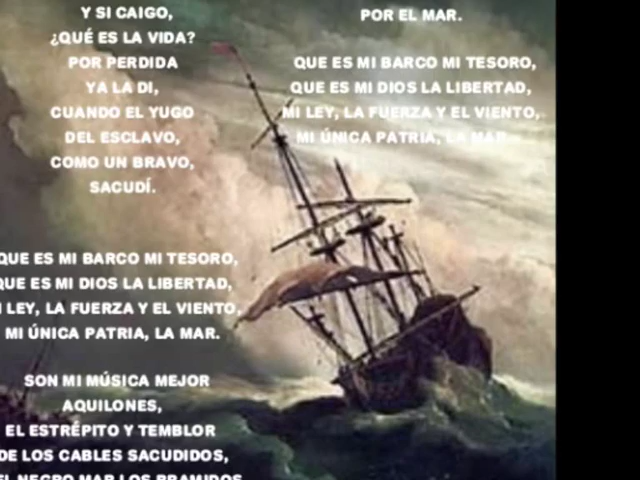 Y SI CAIGO,
¿QUÉ ES LA VIDA?
POR PERDIDA
YA LA DI,
CUANDO EL YUGO
DEL ESCLAVO,
COMO UN BRAVO,
SACUDÍ.
QUE ES MI BARCO MI TESORO,
QUE ES MI DIOS LA LIBERTAD,
LEY, LA FUERZA Y EL VIENTO,
MI ÚNICA PATRIA, LA MAR.
SON MI MÚSICA MEJOR
AQUILONES,
EL ESTRÉPITO Y TEMBLOR
DE LOS CABLES SACUDIDOS,
NEGRO MAR LOS BRAMIDOS
POR EL MAR.
QUE ES MI BARCO MI TESORO,
QUE ES MI DIOS LA LIBERTAD,
MI LEY, LA FUERZA Y EL VIENTO,
MI ÚNICA PATRIA, LA MAR